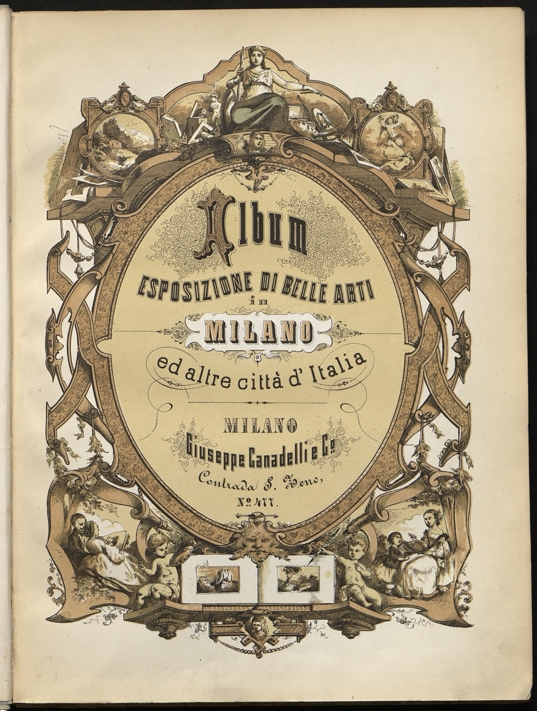 Album
ESPOSIZIONE DI BELLE ARTI
in
MILANO
ed altre città d'Italia
MILANO
Giuseppe Canadelli e Co
Contrada S. Zeno,
No. 477.